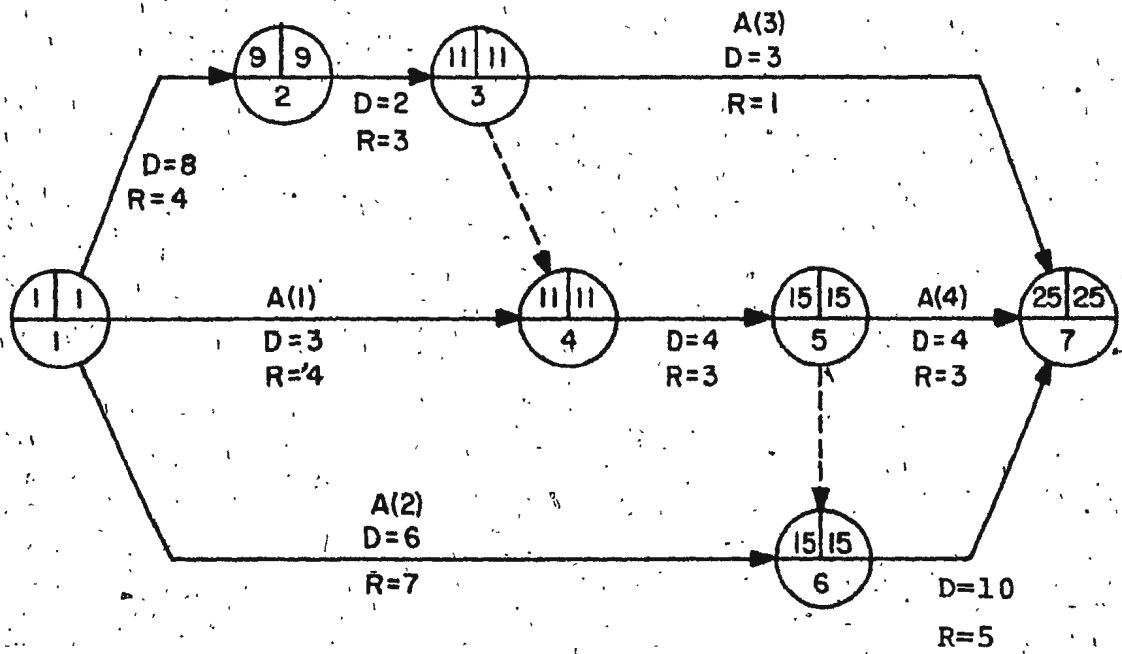 A(3)
D=3
R=1
9 9
2
D=2
R=3
11 11
3
D=8
R=4
1 1
1
A(1)
D=3
R=4
11 11
4
D=4
R=3
15 15
5
A(4)
D=4
R=3
25 25
7
A(2)
D=6
R=7
15 15
6
D=10
R=5